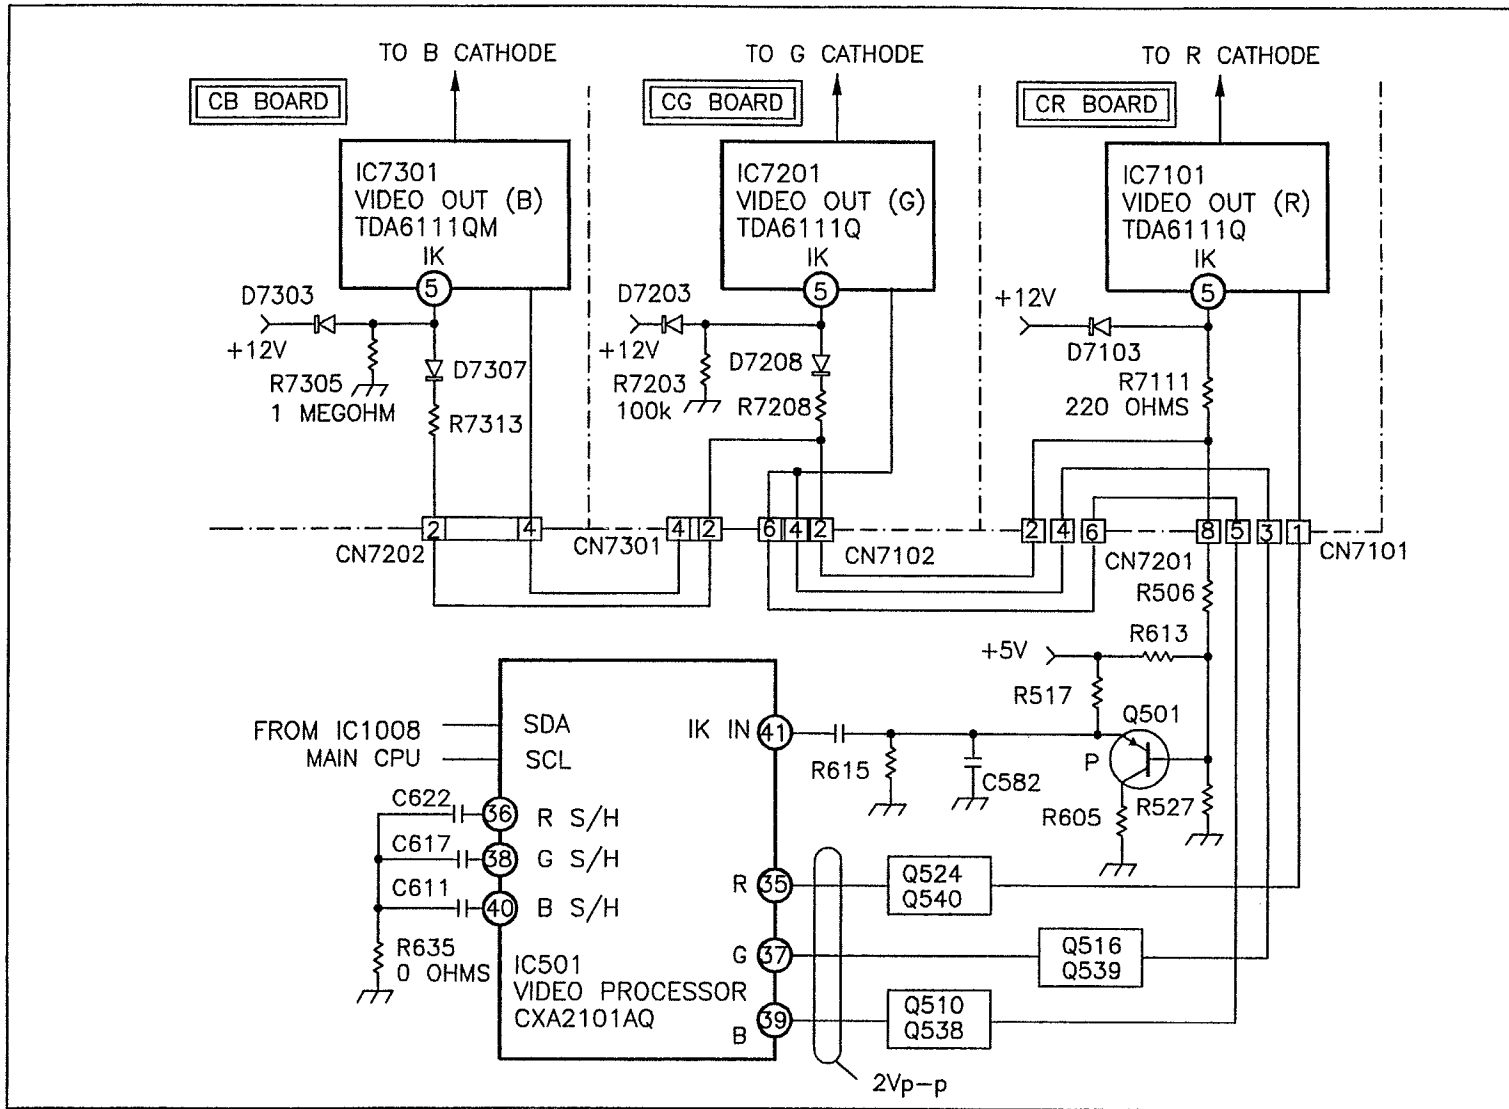 TO B CATHODE
TO G CATHODE
TO R CATHODE
CB BOARD
CG BOARD
CR BOARD
IC7301
VIDEO OUT (B)
TDA6111QM
IK
5
IC7201
VIDEO OUT (G)
TDA6111Q
IK
5
IC7101
VIDEO OUT (R)
TDA6111Q
IK
5
D7303
+12V
R7305
1 MEGOHM
D7307
R7313
D7203
+12V
R7203
100k
D7208
R7208
+12V
D7103
R7111
220 OHMS
2
4
4
2
6
4
2
2
4
6
8
5
3
1
CN7202
CN7301
CN7102
CN7201
CN7101
R506
+5V
R613
R517
Q501
P
R605
R527
FROM IC1008
MAIN CPU
SDA
SCL
IK IN
41
R615
C582
C622
36
R S/H
C617
38
G S/H
C611
40
B S/H
R635
0 OHMS
IC501
VIDEO PROCESSOR
CXA2101AQ
R
35
G
37
B
39
Q524
Q540
Q516
Q539
Q510
Q538
2Vp-p